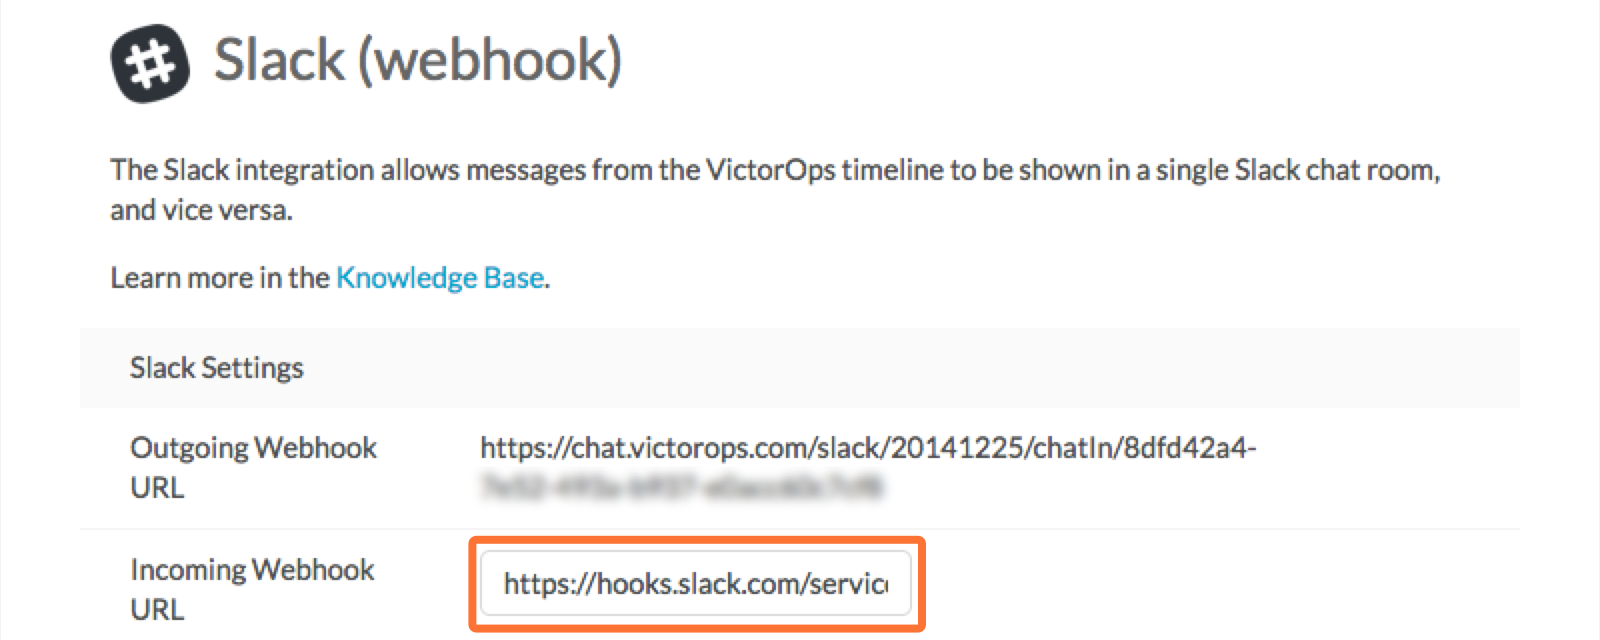 Slack (webhook)
The Slack integration allows messages from the VictorOps timeline to be shown in a single Slack chat room,
and vice versa.
Learn more in the Knowledge Base.
Slack Settings
Outgoing Webhook
URL
https://chat.victorops.com/slack/20141225/chatIn/8dfd42a4-
Incoming Webhook
URL
https://hooks.slack.com/servic